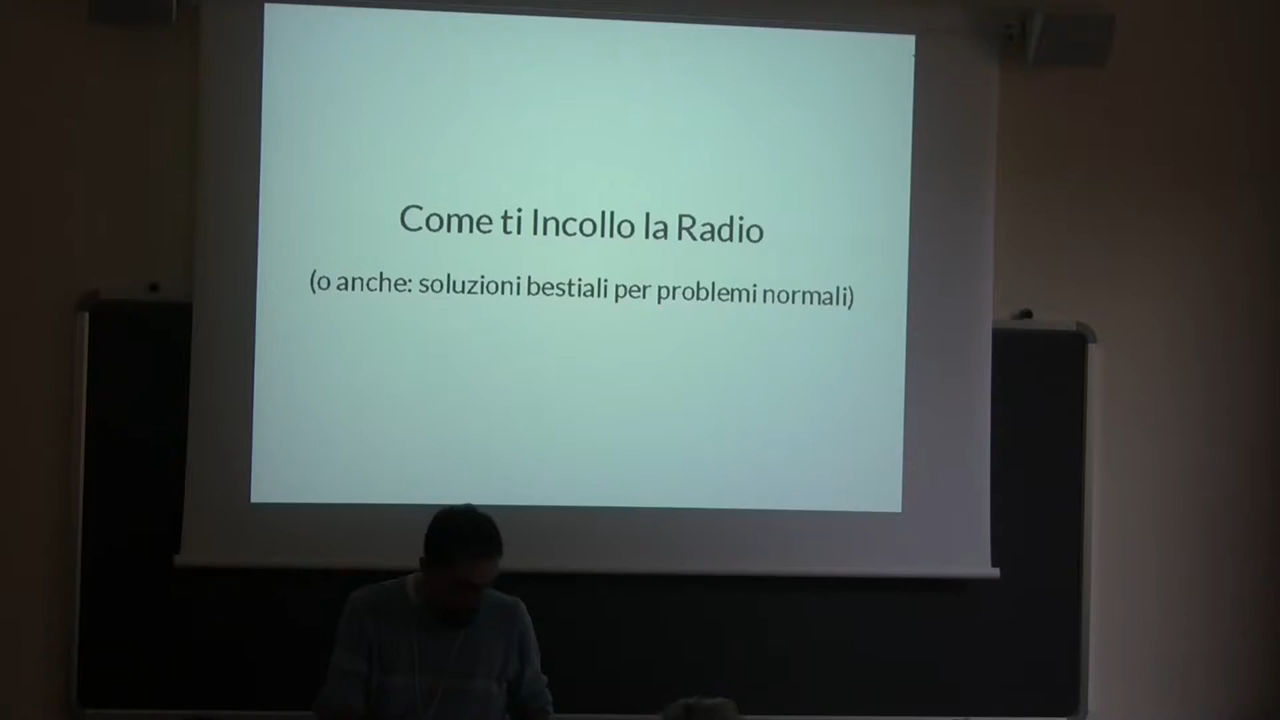 Come ti Incollo la Radio
(o anche: soluzioni bestiali per problemi normali)